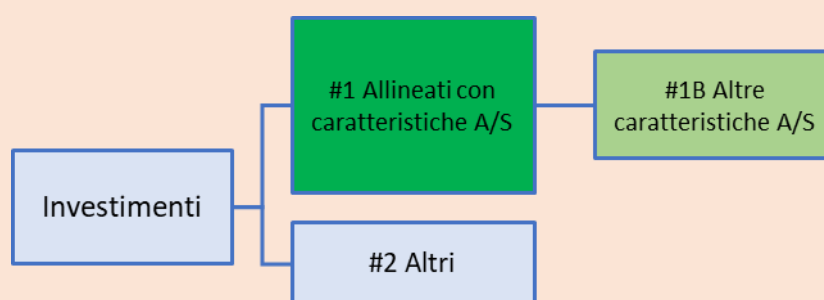 #1 Allineati con
caratteristiche A/S
#1B Altre
caratteristiche A/S
Investimenti
#2 Altri